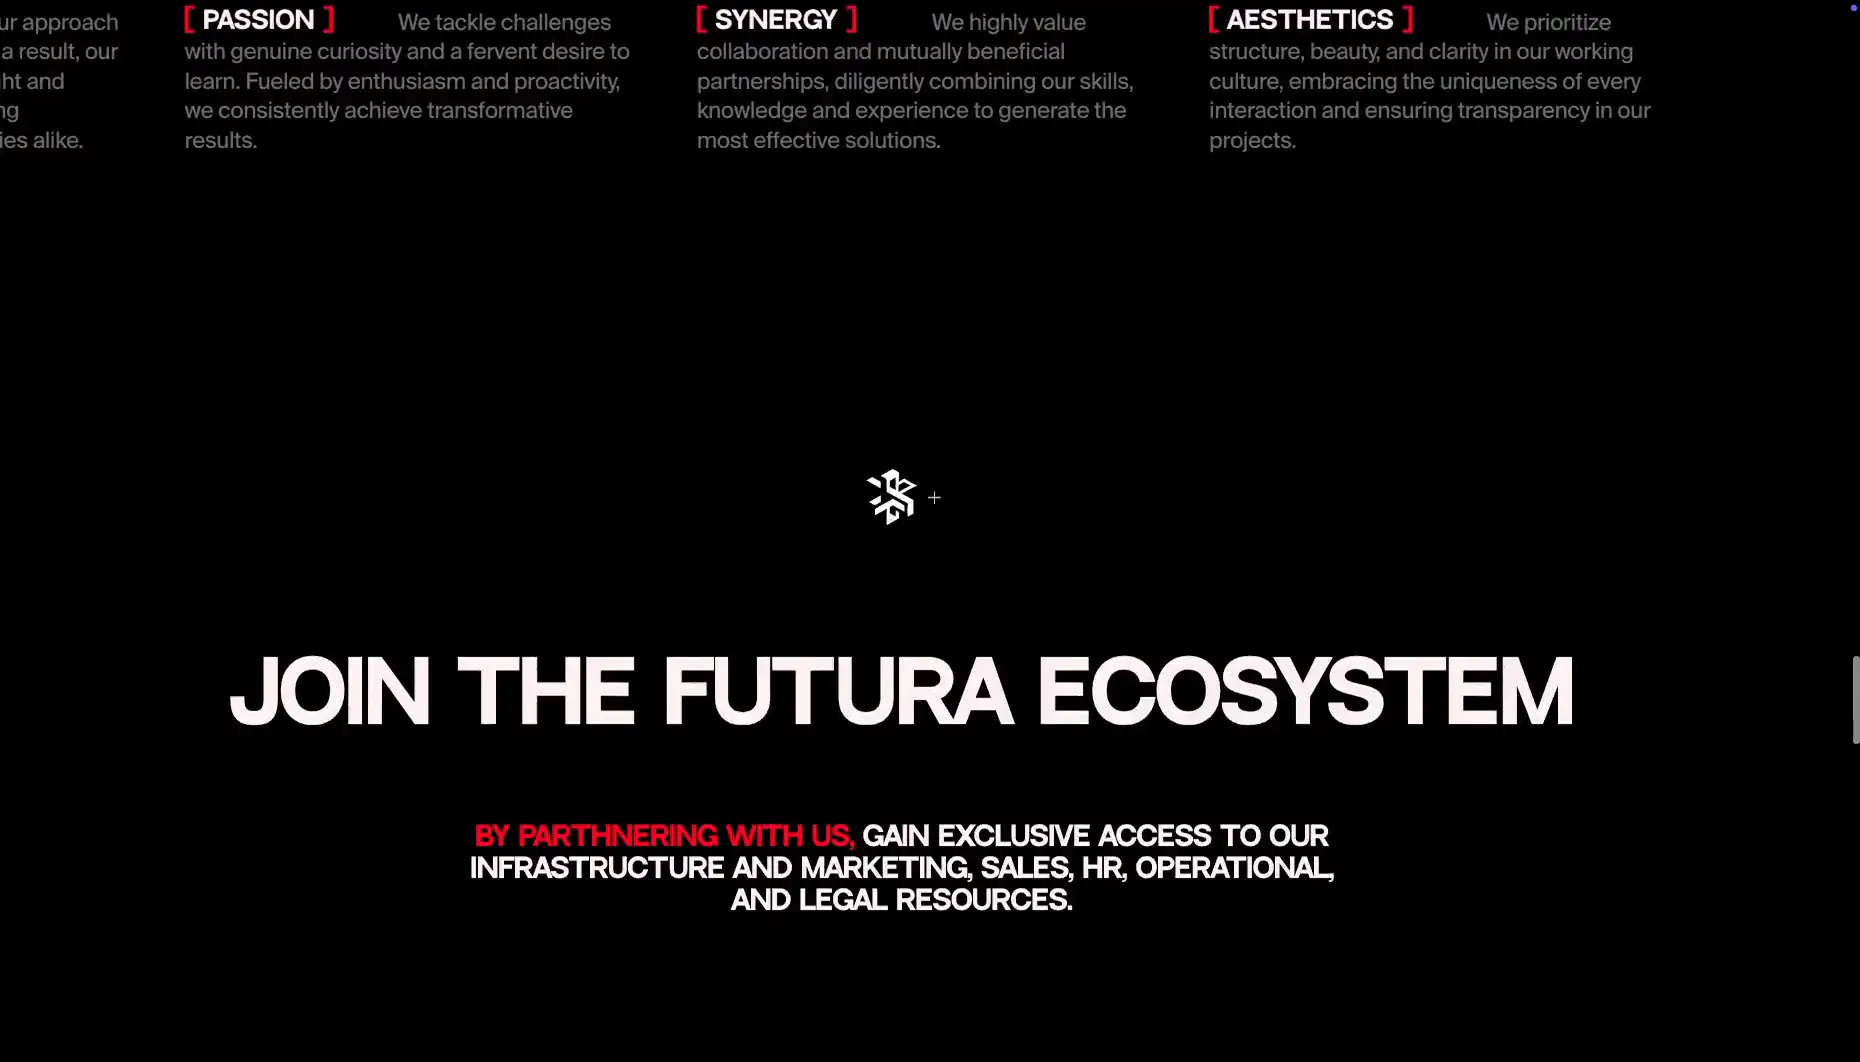 ur approach
a result, our
ht and
ng
ies alike.
[ PASSION ] We tackle challenges
with genuine curiosity and a fervent desire to
learn. Fueled by enthusiasm and proactivity,
we consistently achieve transformative
results.
[ SYNERGY ] We highly value
collaboration and mutually beneficial
partnerships, diligently combining our skills,
knowledge and experience to generate the
most effective solutions.
[ AESTHETICS ] We prioritize
structure, beauty, and clarity in our working
culture, embracing the uniqueness of every
interaction and ensuring transparency in our
projects.
+
JOIN THE FUTURA ECOSYSTEM
BY PARTHNERING WITH US, GAIN EXCLUSIVE ACCESS TO OUR
INFRASTRUCTURE AND MARKETING, SALES, HR, OPERATIONAL,
AND LEGAL RESOURCES.